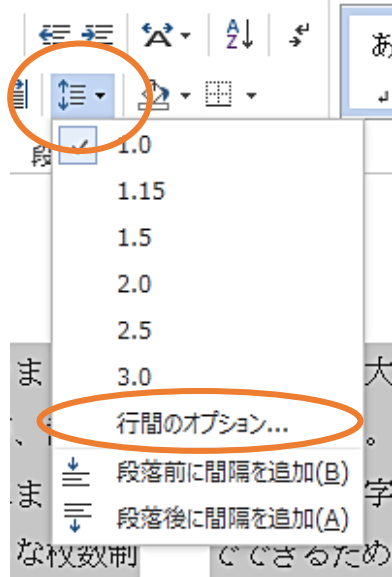 あ
段
1.0
1.15
1.5
2.0
2.5
3.0
行間のオプション...
段落前に間隔を追加(B)
段落後に間隔を追加(A)
ま
大
、
。
ま
字
な枚数制
でできるため